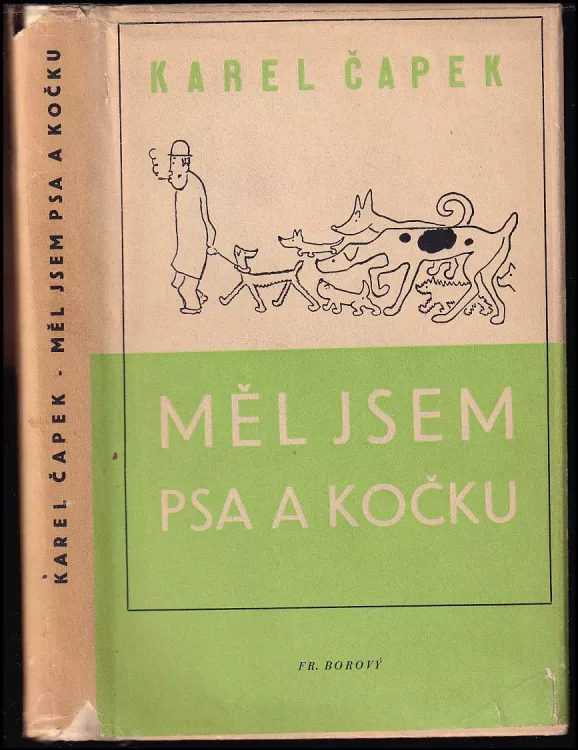 KAREL ČAPEK - MĚL JSEM PSA A KOČKU
KAREL ČAPEK
MĚL JSEM
PSA A KOČKU
FR. BOROVÝ